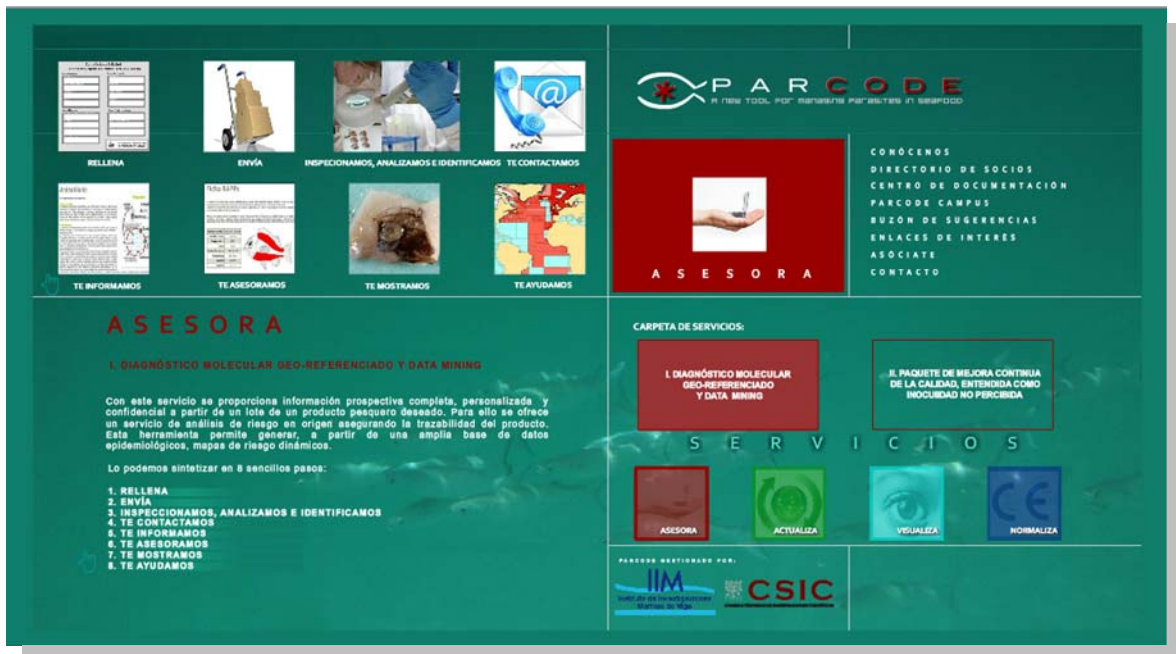 RELLENA
ENVÍA
INSPECIONAMOS, ANALIZAMOS E IDENTIFICAMOS
TE CONTACTAMOS
TE INFORMAMOS
TE ASESORAMOS
TE MOSTRAMOS
TE AYUDAMOS
PARCODE
A NEW TOOL FOR MANAGING PARASITES IN SEAFOOD
ASESORA
CONÓCENOS
DIRECTORIO DE SOCIOS
CENTRO DE DOCUMENTACIÓN
PARCODE CAMPUS
BUZÓN DE SUGERENCIAS
ENLACES DE INTERÉS
ASÓCIATE
CONTACTO
ASESORA
I. DIAGNÓSTICO MOLECULAR GEO-REFERENCIADO Y DATA MINING
Con este servicio se proporciona información prospectiva completa, personalizada y
confidencial a partir de un lote de un producto pesquero deseado. Para ello se ofrece
un servicio de análisis de riesgo en origen asegurando la trazabilidad del producto.
Esta herramienta permite generar, a partir de una amplia base de datos
epidemiológicos, mapas de riesgo dinámicos.
Lo podemos sintetizar en 8 sencillos pasos:
1. RELLENA
2. ENVÍA
3. INSPECCIONAMOS, ANALIZAMOS E IDENTIFICAMOS
4. TE CONTACTAMOS
5. TE INFORMAMOS
6. TE ASESORAMOS
7. TE MOSTRAMOS
8. TE AYUDAMOS
CARPETA DE SERVICIOS:
I. DIAGNÓSTICO MOLECULAR
GEO-REFERENCIADO
Y DATA MINING
II. PAQUETE DE MEJORA CONTINUA
DE LA CALIDAD, ENTENDIDA COMO
INOCUIDAD NO PERCIBIDA
SERVICIOS
ASESORA
ACTUALIZA
VISUALIZA
CE
NORMALIZA
PARCODE GESTIONADO POR:
IIM
Instituto de Investigaciones
Marinas de Vigo
CSIC